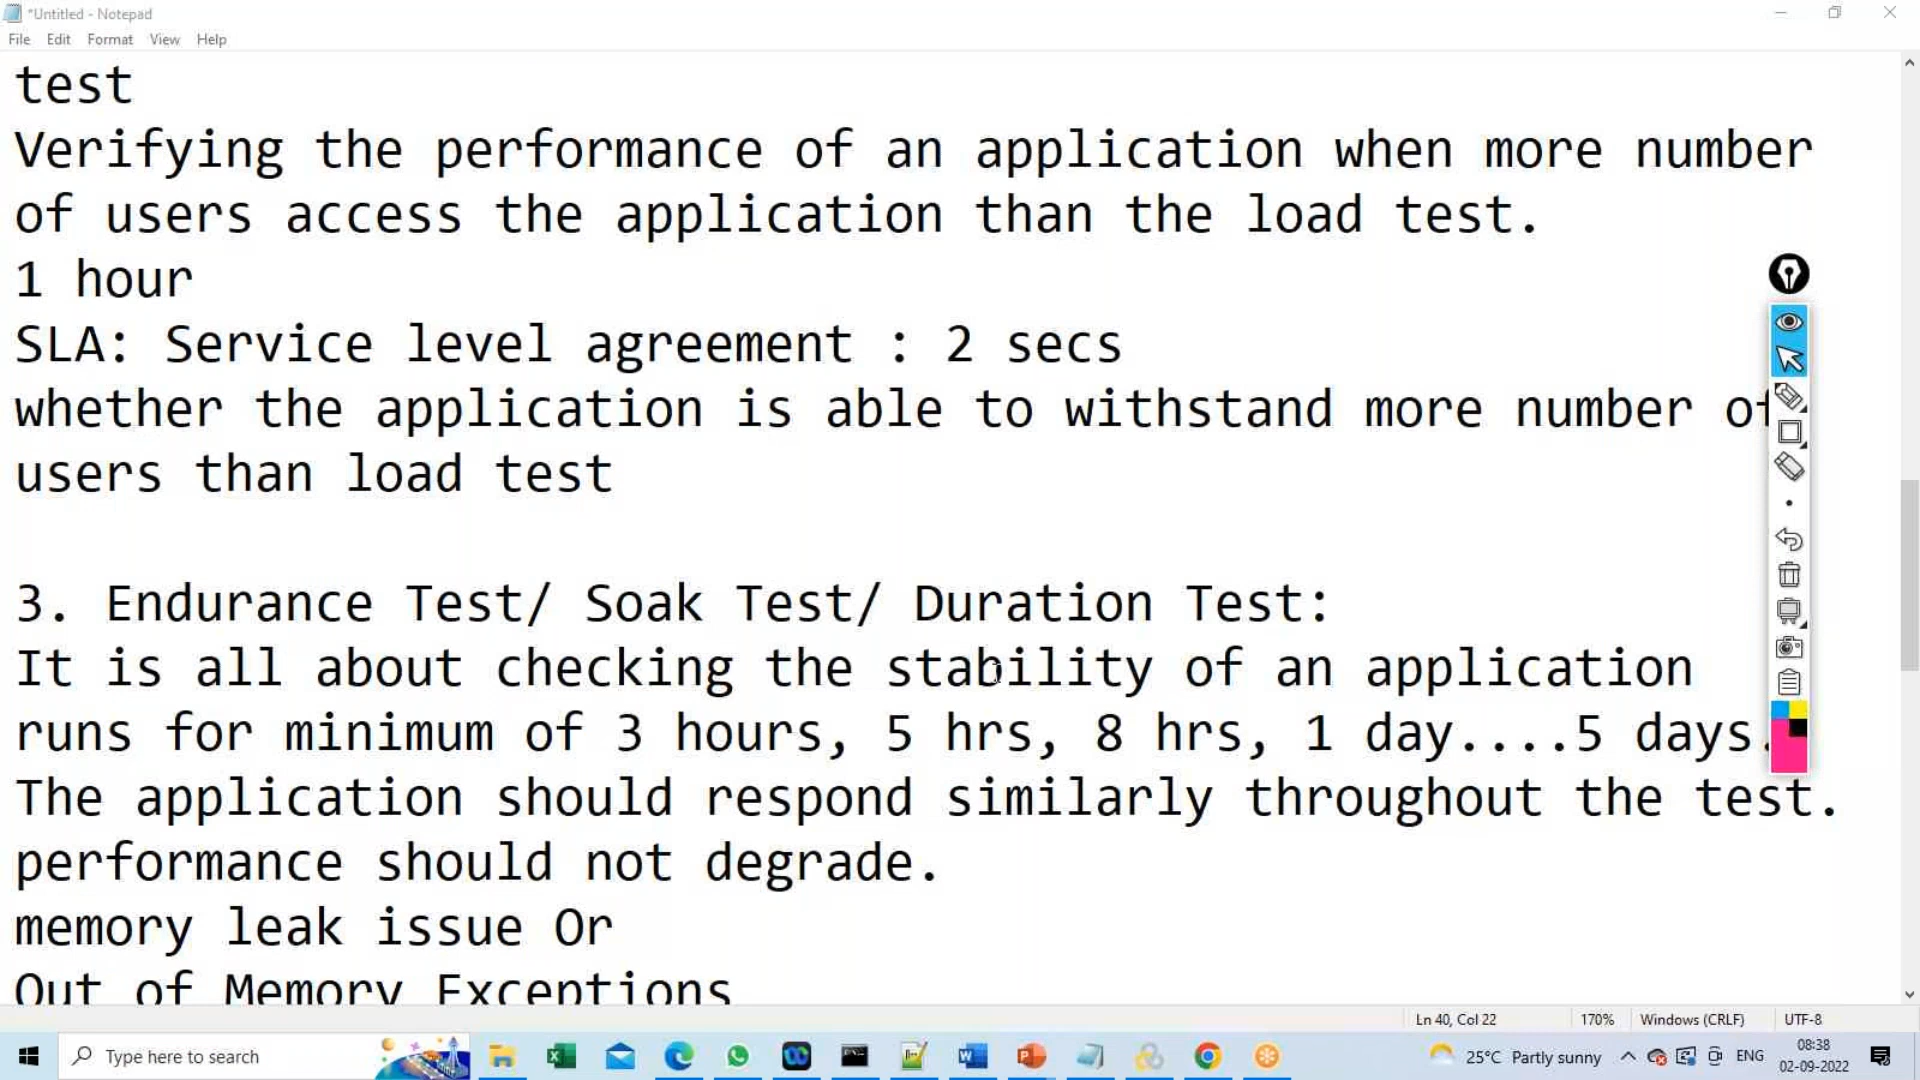 *Untitled - Notepad
File Edit Format View Help
test
Verifying the performance of an application when more number
of users access the application than the load test.
1 hour
SLA: Service level agreement : 2 secs
whether the application is able to withstand more number of
users than load test
3. Endurance Test/ Soak Test/ Duration Test:
It is all about checking the stability of an application
runs for minimum of 3 hours, 5 hrs, 8 hrs, 1 day....5 days.
The application should respond similarly throughout the test.
performance should not degrade.
memory leak issue Or
Out of Memory Exceptions
Ln 40, Col 22 170% Windows (CRLF) UTF-8
Type here to search
25°C Partly sunny
ENG
08:38
02-09-2022